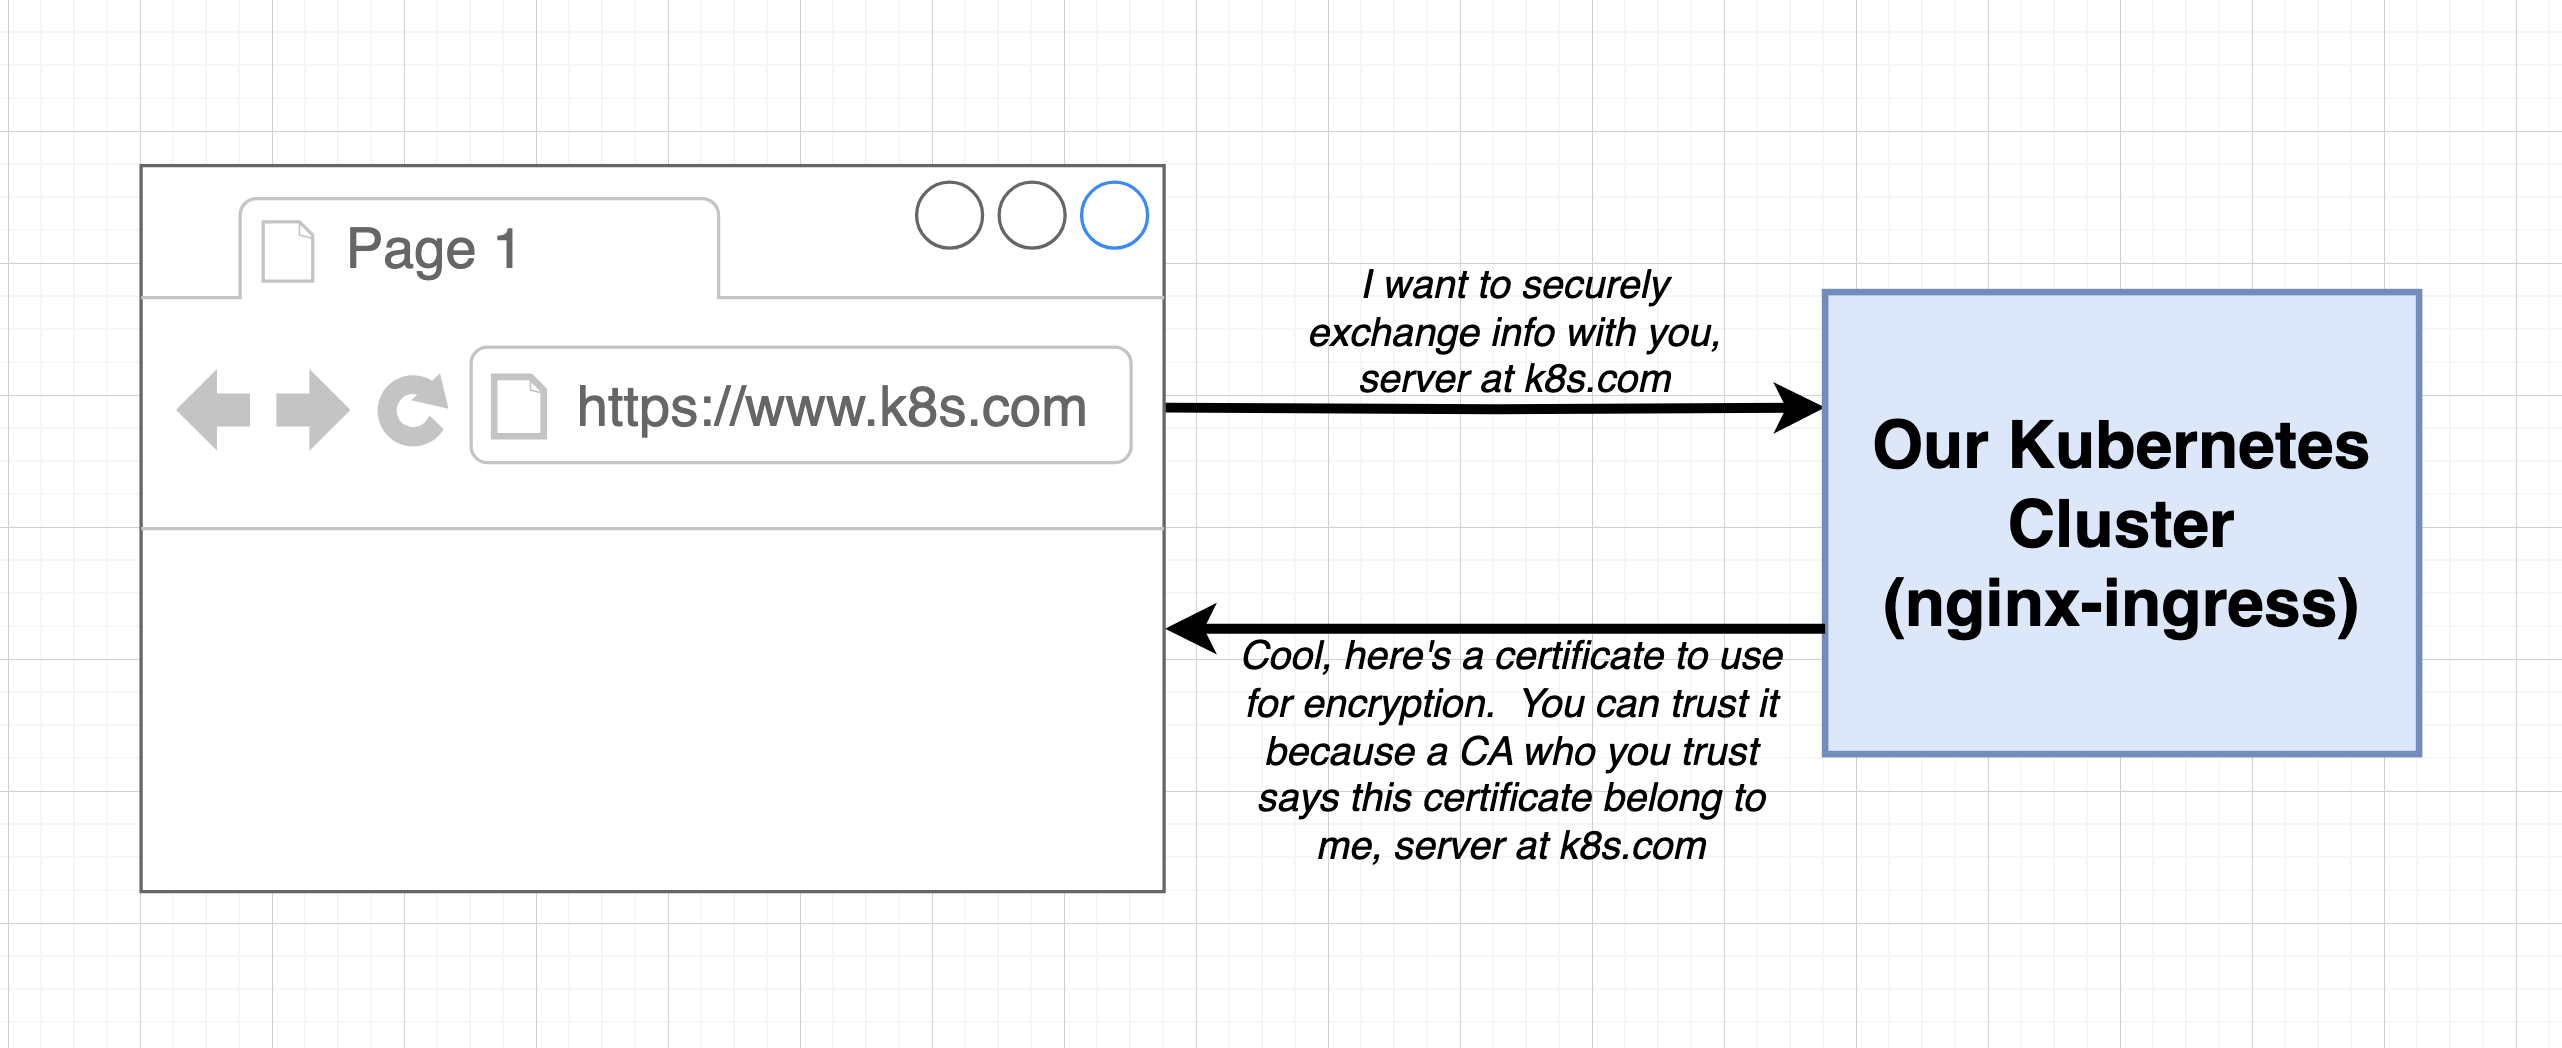 Page 1
https://www.k8s.com
I want to securely
exchange info with you,
server at k8s.com
Our Kubernetes
Cluster
(nginx-ingress)
Cool, here's a certificate to use
for encryption.  You can trust it
because a CA who you trust
says this certificate belong to
me, server at k8s.com